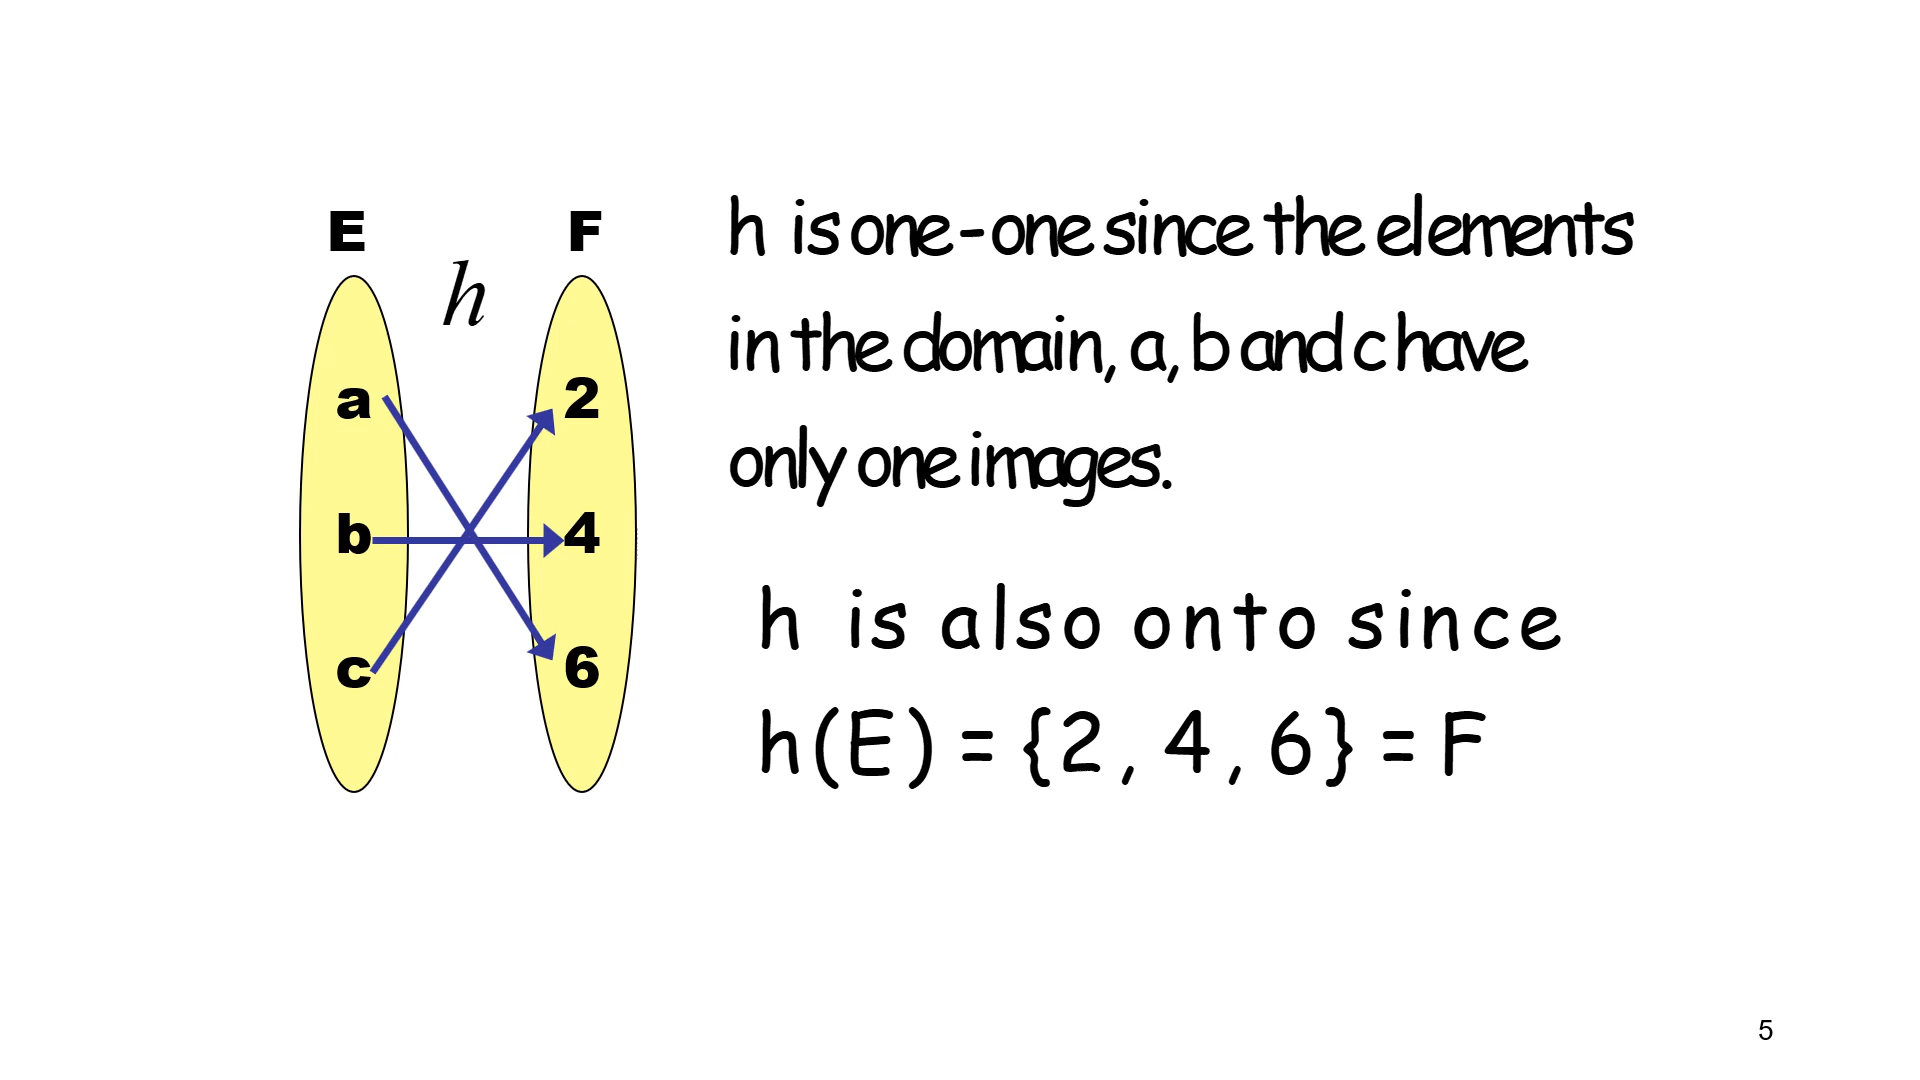 E F
h
a 2
b 4
c 6
h is one-one since the elements
in the domain, a, b and c have
only one images.
h is also onto since
h(E) = {2, 4, 6} = F
5